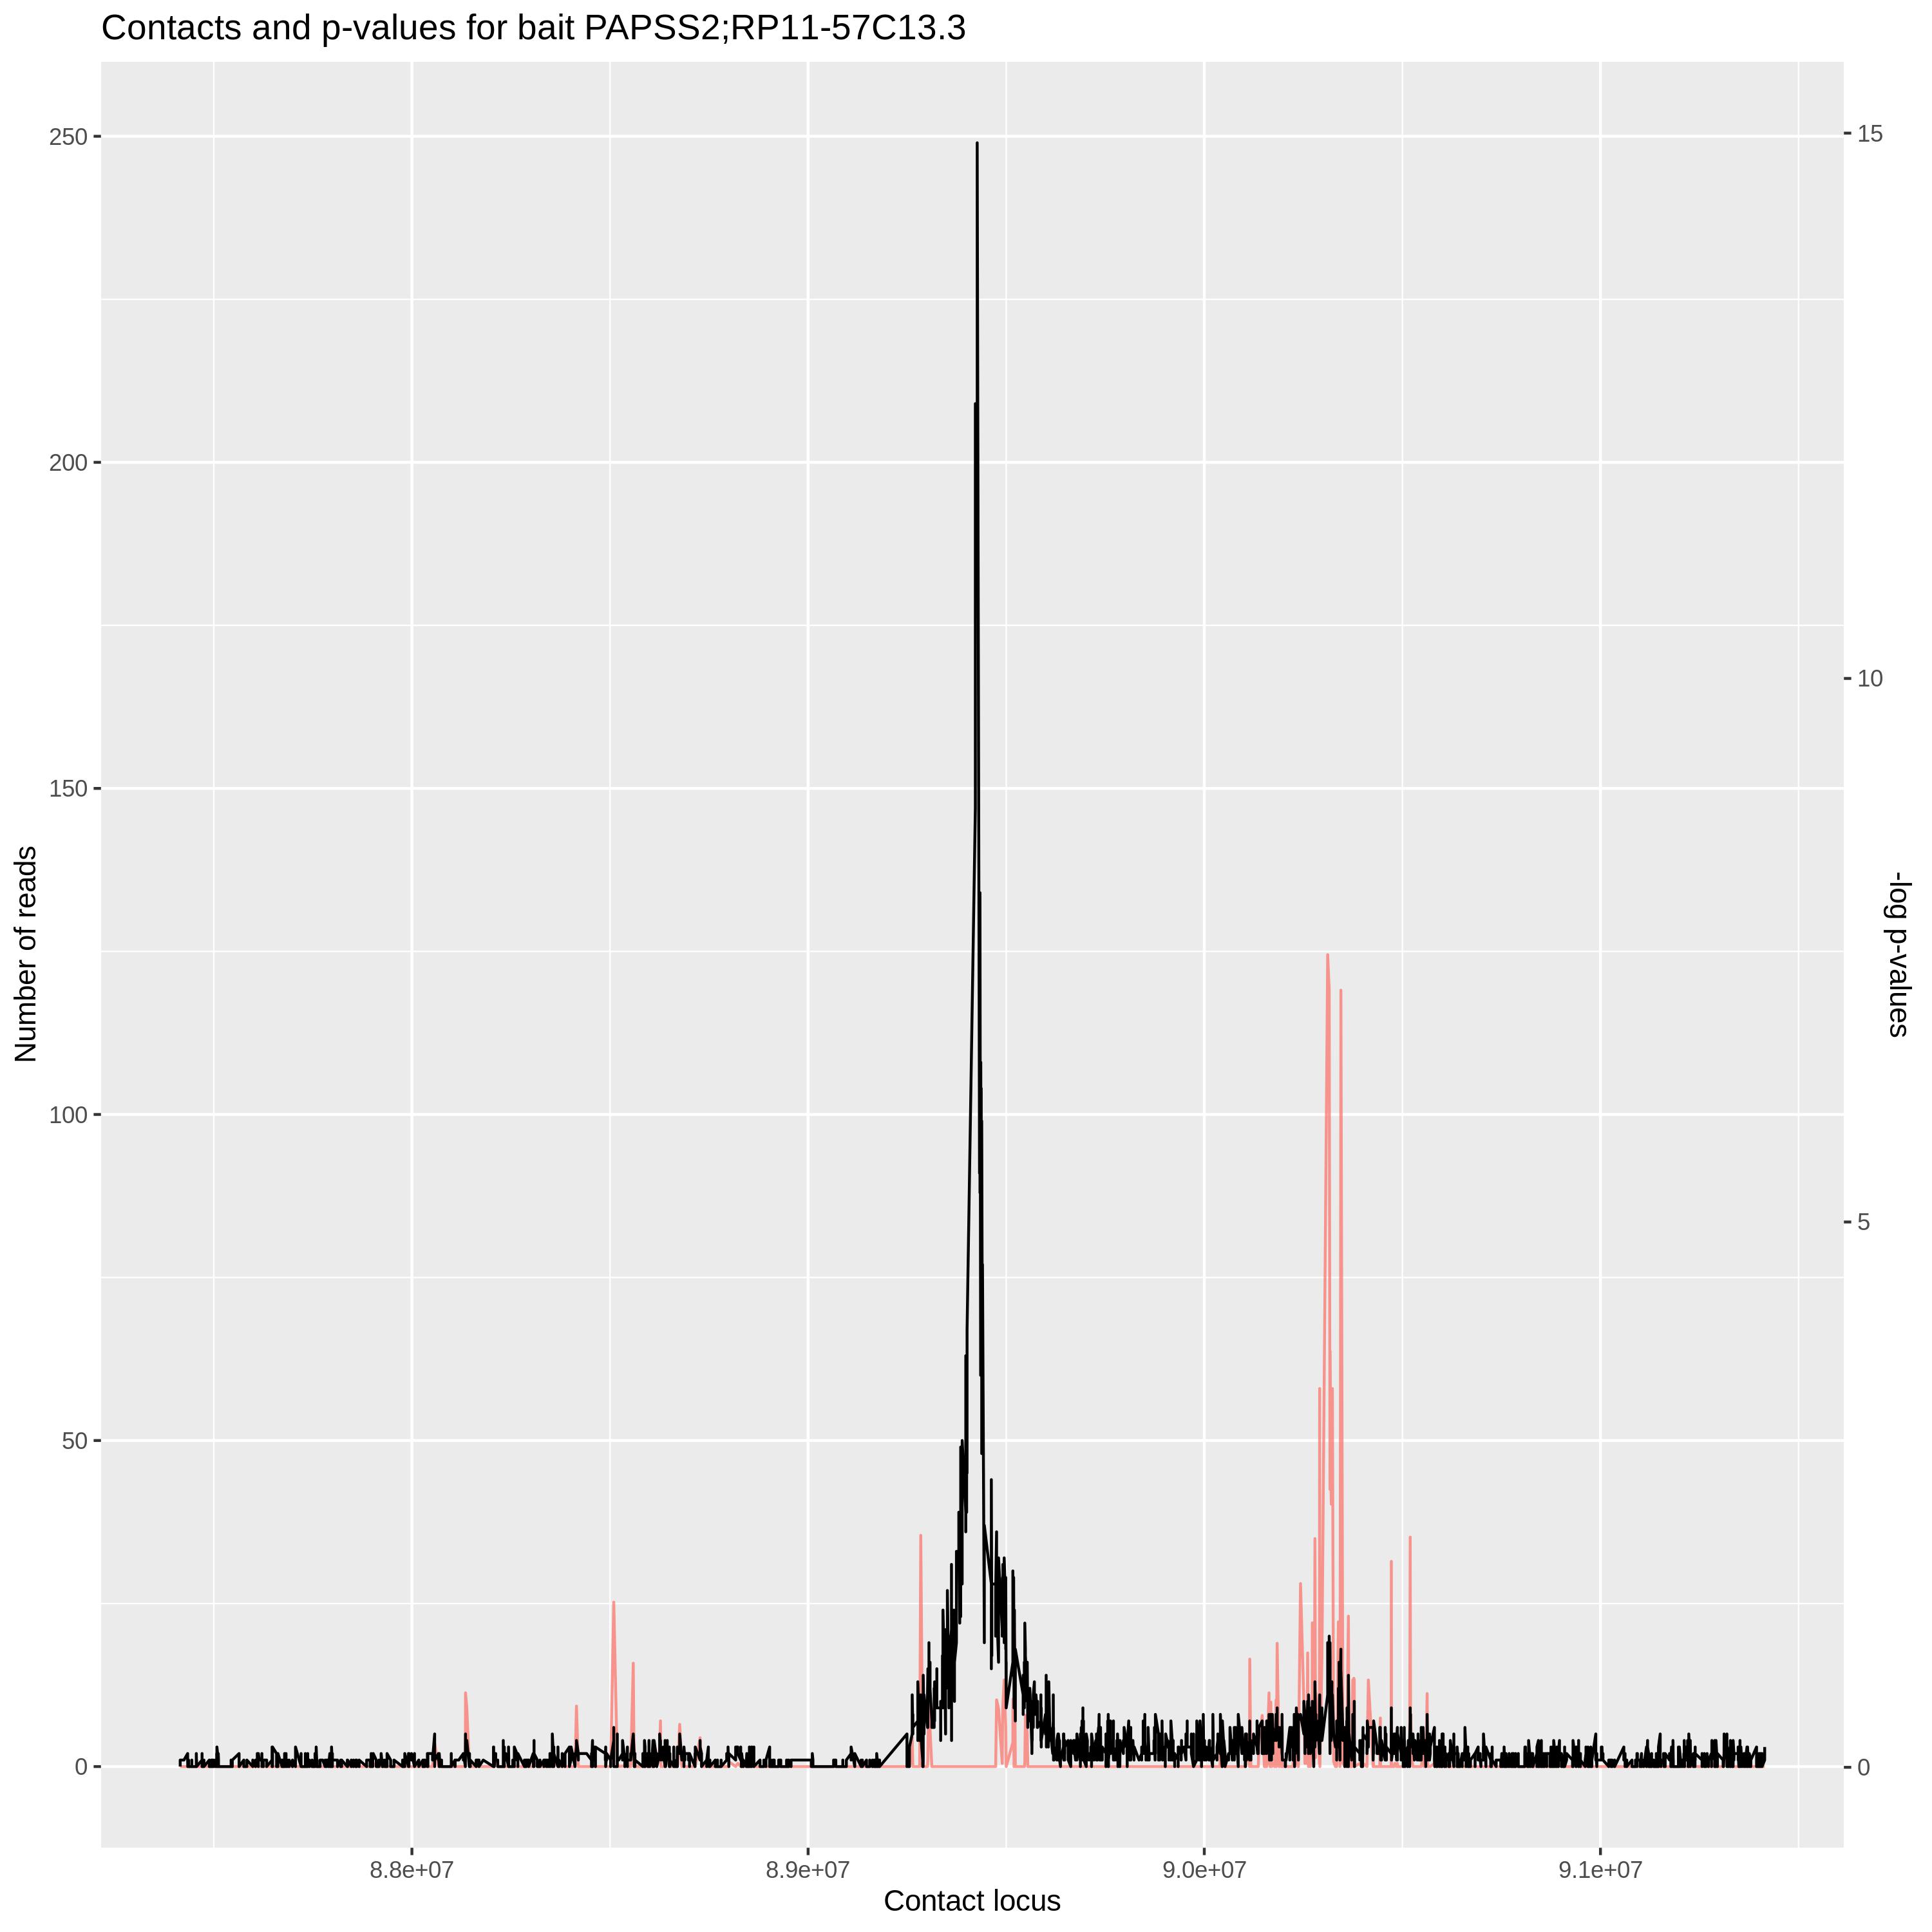 Contacts and p-values for bait PAPSS2;RP11-57C13.3
250
200
150
100
50
0
Number of reads
15
10
5
0
-log p-values
8.8e+07
8.9e+07
9.0e+07
9.1e+07
Contact locus